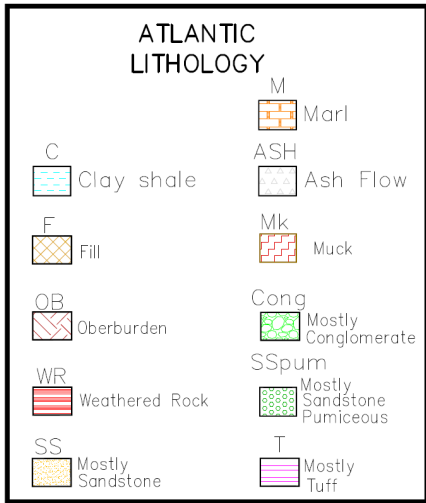 ATLANTIC
LITHOLOGY
M
Marl
C
Clay shale
ASH
Ash Flow
F
Fill
Mk
Muck
OB
Oberburden
Cong
Mostly
Conglomerate
WR
Weathered Rock
SSpum
Mostly
Sandstone
Pumiceous
SS
Mostly
Sandstone
T
Mostly
Tuff